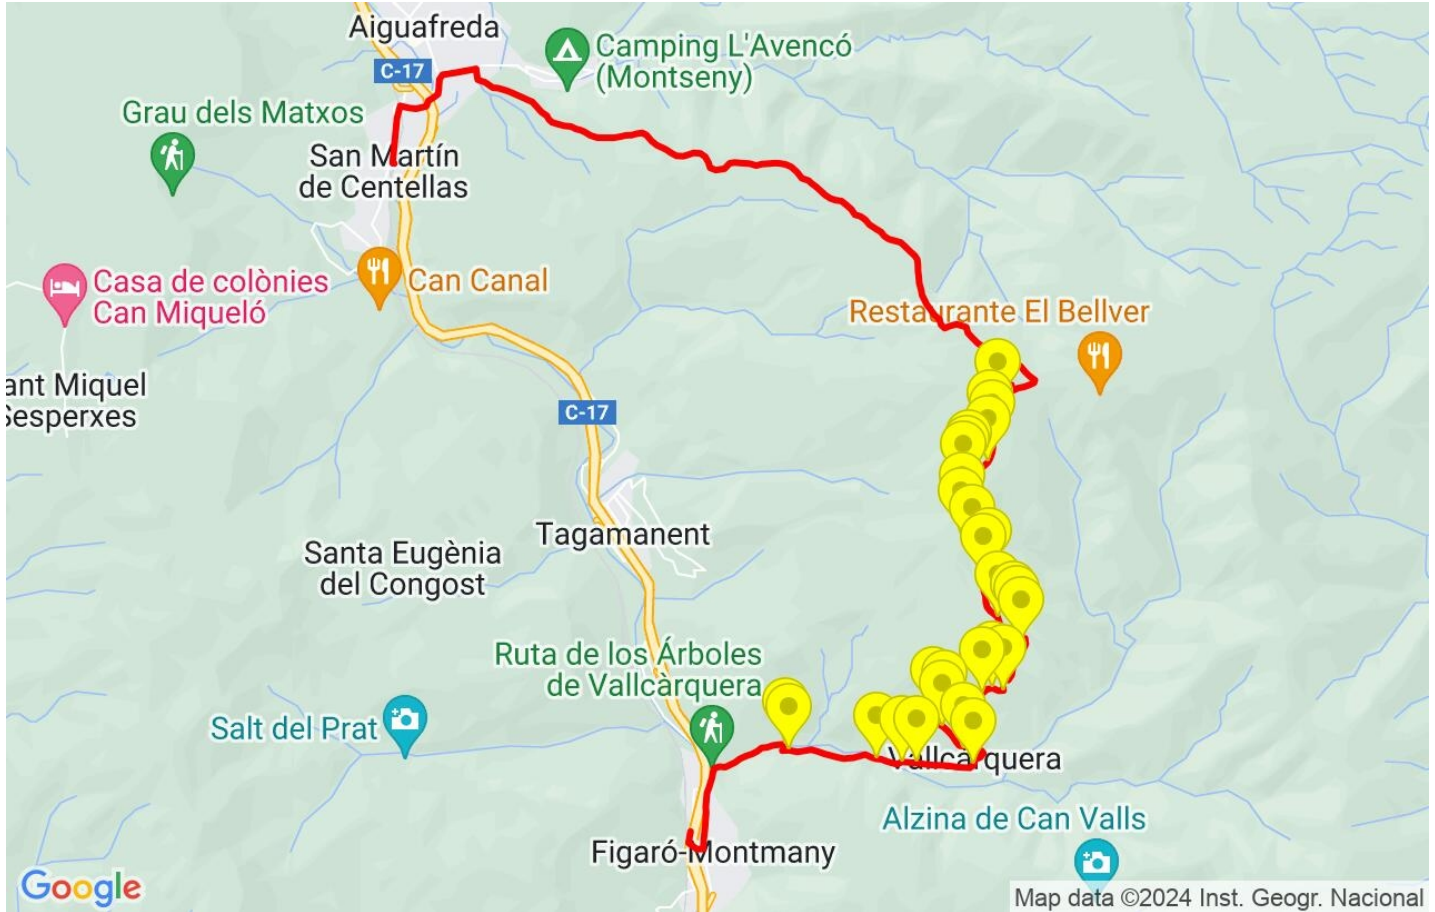 Aiguafreda
Camping L'Avencó
(Montseny)
C-17
Grau dels Matxos
San Martín
de Centellas
Casa de colònies
Can Miqueló
Can Canal
Restaurante El Bellver
ant Miquel
Sesperxes
C-17
Tagamanent
Santa Eugènia
del Congost
Ruta de los Árboles
de Vallcàrquera
Salt del Prat
Vallcàrquera
Alzina de Can Valls
Figaró-Montmany
Google
Map data ©2024 Inst. Geogr. Nacional